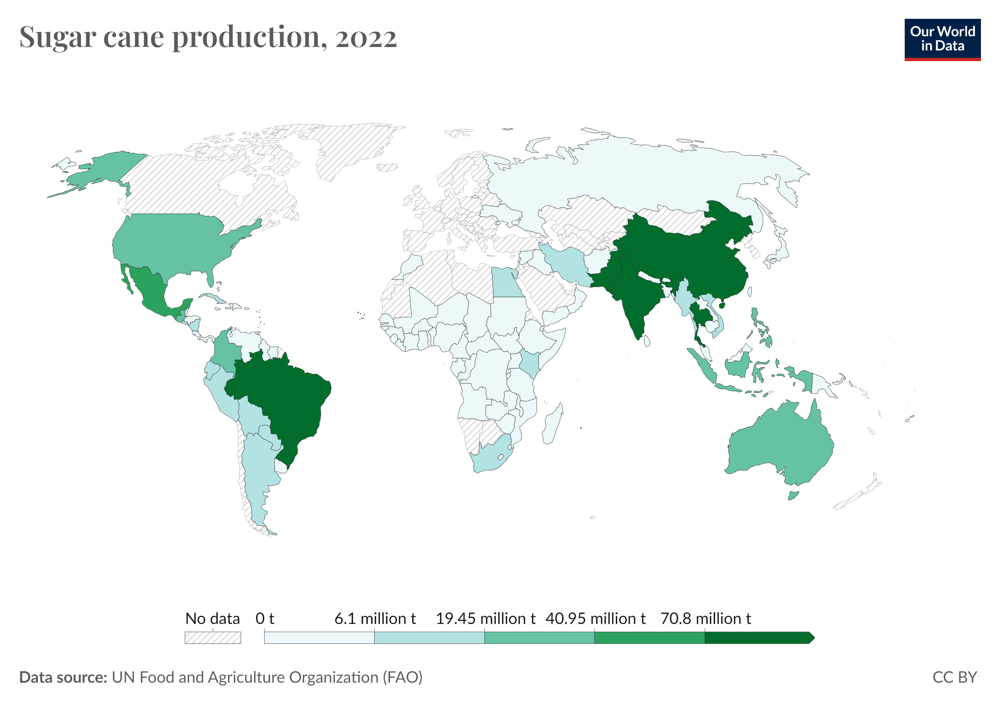 Sugar cane production, 2022
Our World
in Data
No data
0 t
6.1 million t
19.45 million t
40.95 million t
70.8 million t
Data source: UN Food and Agriculture Organization (FAO)
CC BY